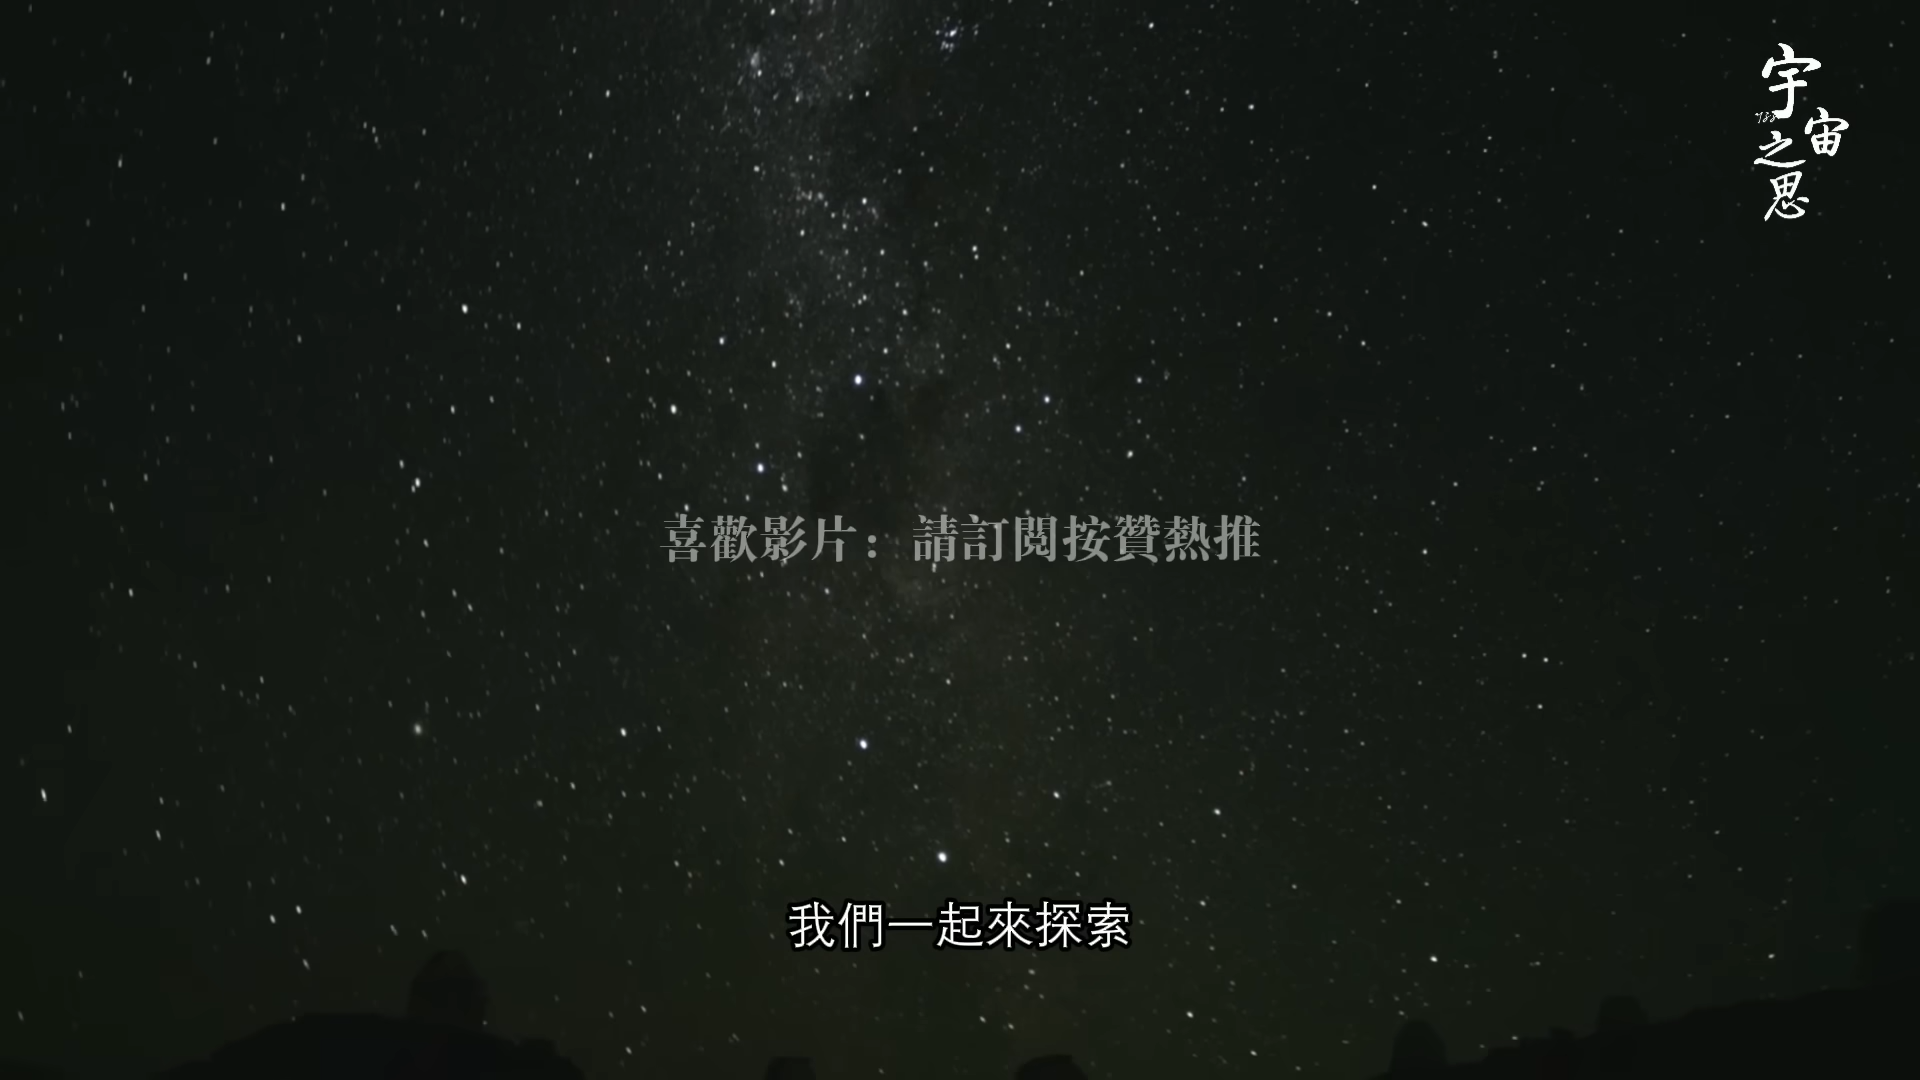 宇宙之思
喜歡影片：請訂閱按贊熱推
我們一起來探索